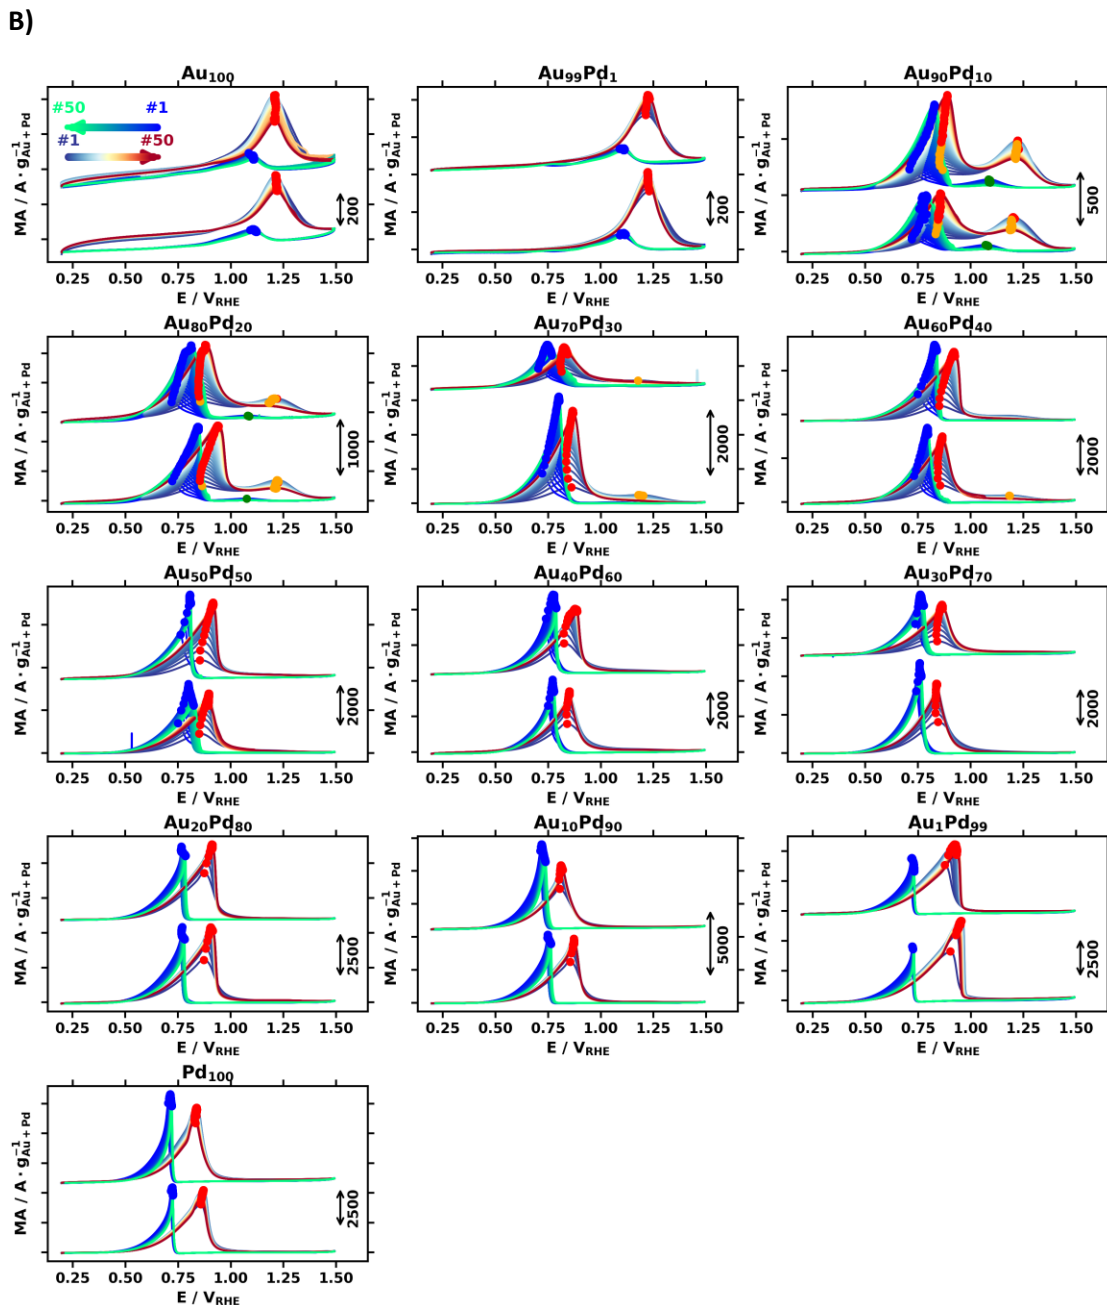 B)
Au₁₀₀
Au₉₉Pd₁
Au₉₀Pd₁₀
#50 #1
#1 #50
MA / A · g⁻¹Au + Pd
200
MA / A · g⁻¹Au + Pd
200
MA / A · g⁻¹Au + Pd
500
0.25 0.50 0.75 1.00 1.25 1.50
0.25 0.50 0.75 1.00 1.25 1.50
0.25 0.50 0.75 1.00 1.25 1.50
E / VRHE
E / VRHE
E / VRHE
Au₈₀Pd₂₀
Au₇₀Pd₃₀
Au₆₀Pd₄₀
MA / A · g⁻¹Au + Pd
1000
MA / A · g⁻¹Au + Pd
2000
MA / A · g⁻¹Au + Pd
2000
0.25 0.50 0.75 1.00 1.25 1.50
0.25 0.50 0.75 1.00 1.25 1.50
0.25 0.50 0.75 1.00 1.25 1.50
E / VRHE
E / VRHE
E / VRHE
Au₅₀Pd₅₀
Au₄₀Pd₆₀
Au₃₀Pd₇₀
MA / A · g⁻¹Au + Pd
2000
MA / A · g⁻¹Au + Pd
2000
MA / A · g⁻¹Au + Pd
2000
0.25 0.50 0.75 1.00 1.25 1.50
0.25 0.50 0.75 1.00 1.25 1.50
0.25 0.50 0.75 1.00 1.25 1.50
E / VRHE
E / VRHE
E / VRHE
Au₂₀Pd₈₀
Au₁₀Pd₉₀
Au₁Pd₉₉
MA / A · g⁻¹Au + Pd
2500
MA / A · g⁻¹Au + Pd
5000
MA / A · g⁻¹Au + Pd
2500
0.25 0.50 0.75 1.00 1.25 1.50
0.25 0.50 0.75 1.00 1.25 1.50
0.25 0.50 0.75 1.00 1.25 1.50
E / VRHE
E / VRHE
E / VRHE
Pd₁₀₀
MA / A · g⁻¹Au + Pd
2500
0.25 0.50 0.75 1.00 1.25 1.50
E / VRHE